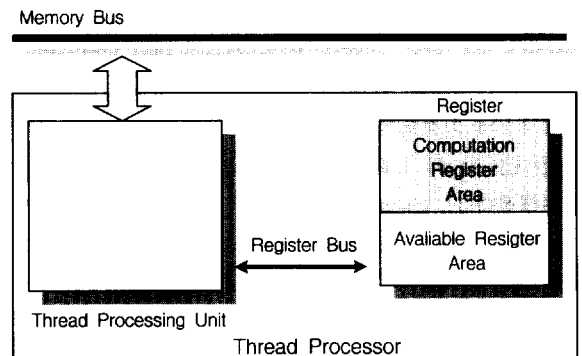 Memory Bus
Register
Computation
Register
Area
Avaliable Resigter
Area
Register Bus
Thread Processing Unit
Thread Processor